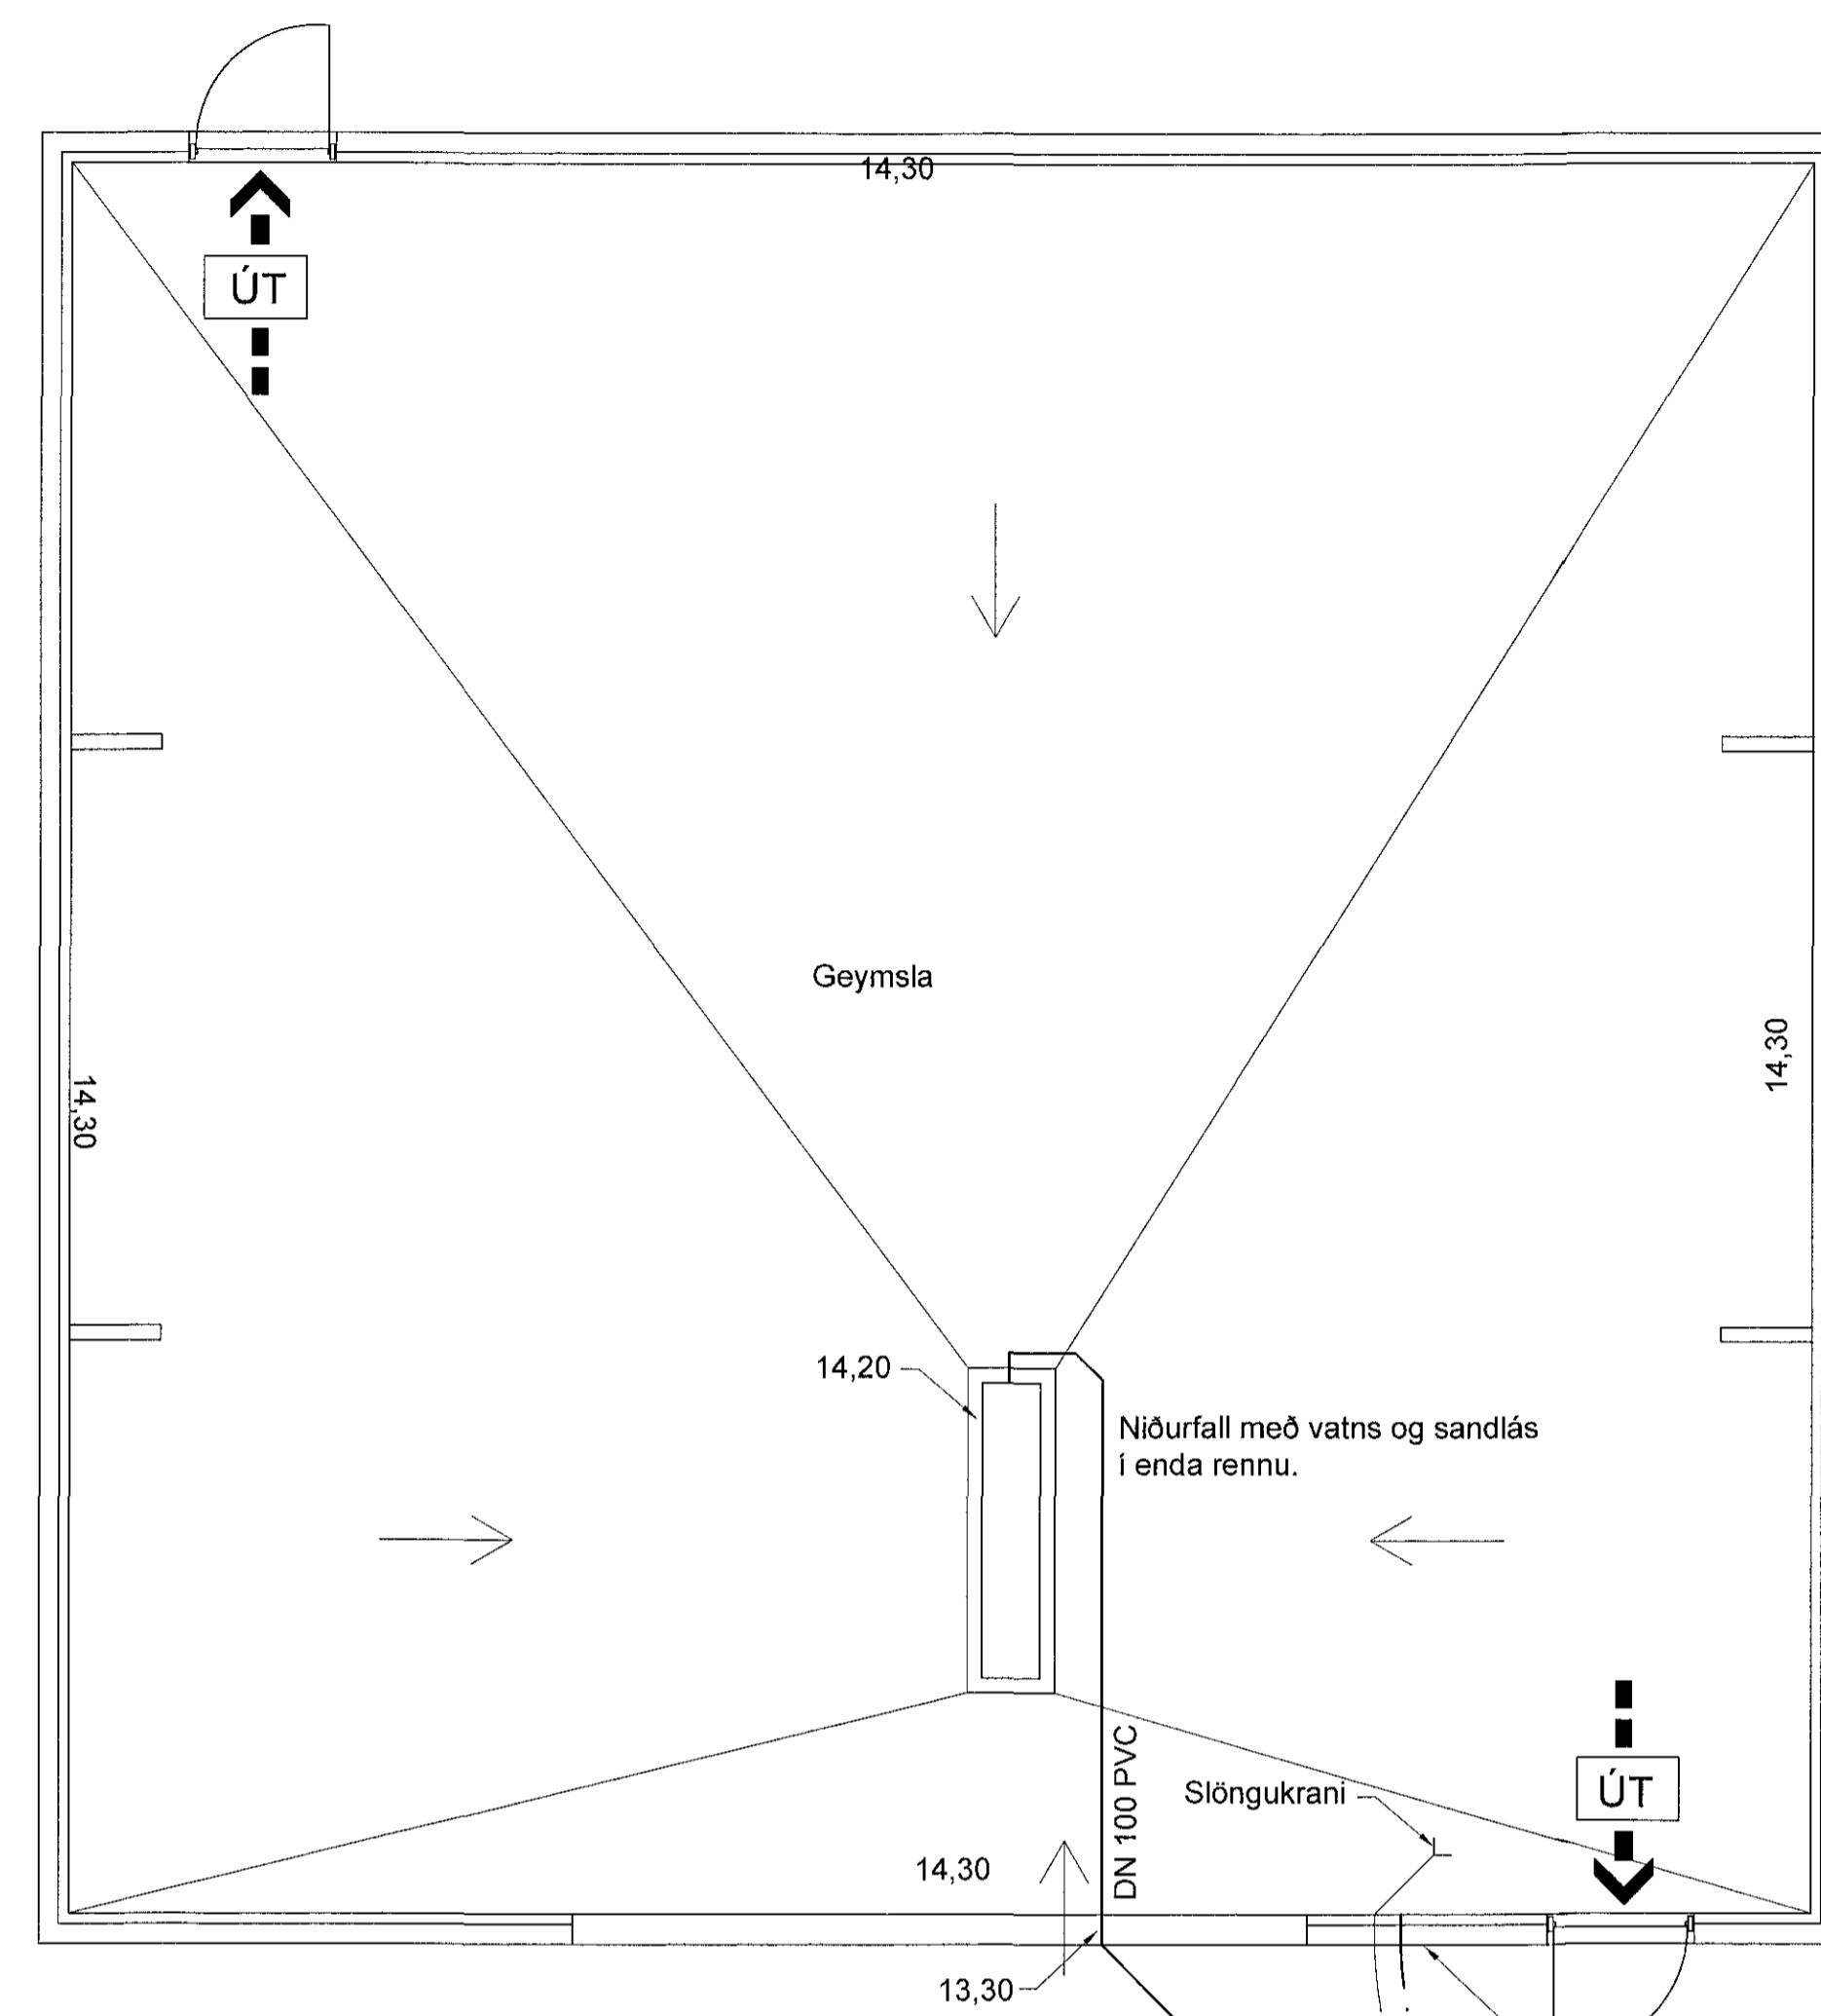 14,30
ÚT
Geymsla
14,30
14,30
14,20
Niðurfall með vatns og sandlás
í enda rennu.
DN 100 PVC
Slöngukrani
ÚT
14,30
13,30